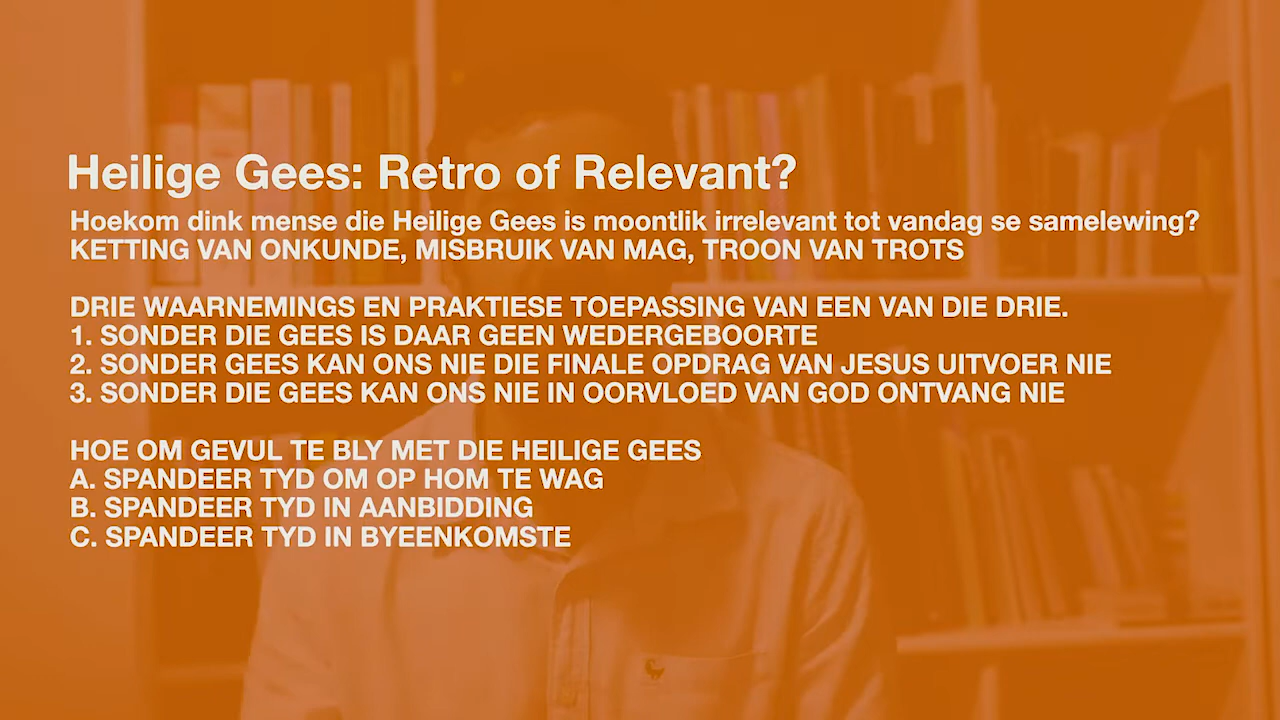 Heilige Gees: Retro of Relevant?
Hoekom dink mense die Heilige Gees is moontlik irrelevant tot vandag se samelewing?
KETTING VAN ONKUNDE, MISBRUIK VAN MAG, TROON VAN TROTS
DRIE WAARNEMINGS EN PRAKTIESE TOEPASSING VAN EEN VAN DIE DRIE.
1. SONDER DIE GEES IS DAAR GEEN WEDERGEBOORTE
2. SONDER GEES KAN ONS NIE DIE FINALE OPDRAG VAN JESUS UITVOER NIE
3. SONDER DIE GEES KAN ONS NIE IN OORVLOED VAN GOD ONTVANG NIE
HOE OM GEVUL TE BLY MET DIE HEILIGE GEES
A. SPANDEER TYD OM OP HOM TE WAG
B. SPANDEER TYD IN AANBIDDING
C. SPANDEER TYD IN BYEENKOMSTE